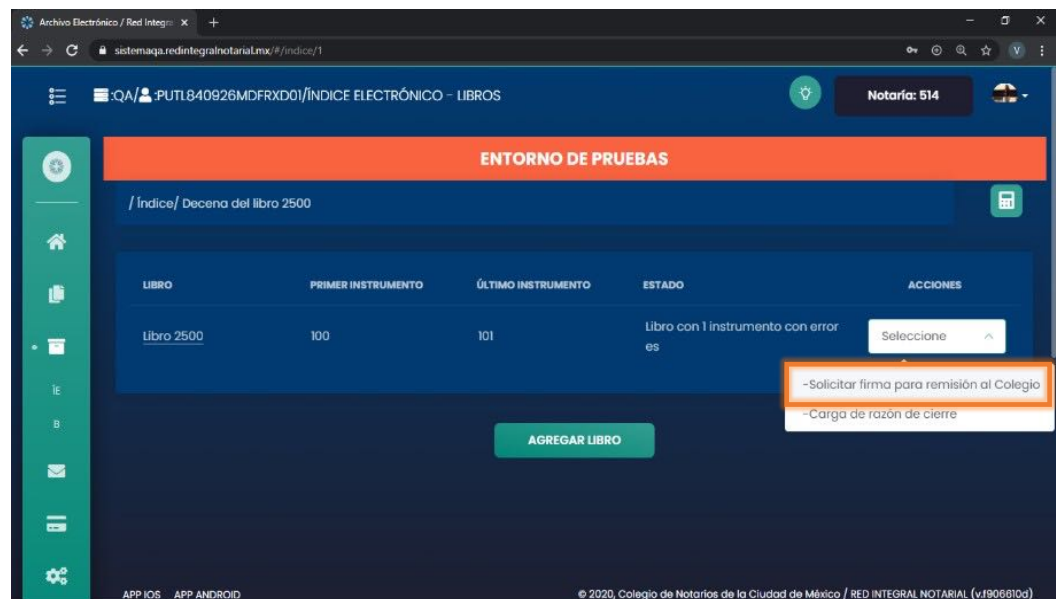 Archivo Electrónico / Red Integr
sistemaqa.redintegralnotarial.mx/#/indice/1
V
:QA/ :PUTL840926MDFRXD01/ÍNDICE ELECTRÓNICO - LIBROS
Notaría: 514
ENTORNO DE PRUEBAS
/ Índice/ Decena del libro 2500
LIBRO PRIMER INSTRUMENTO ÚLTIMO INSTRUMENTO ESTADO ACCIONES
Libro 2500 100 101 Libro con 1 instrumento con error
es
Seleccione
-Solicitar firma para remisión al Colegio
-Carga de razón de cierre
IE
B
AGREGAR LIBRO
APP IOS APP ANDROID
© 2020, Colegio de Notarios de la Ciudad de México / RED INTEGRAL NOTARIAL (v.f906610d)